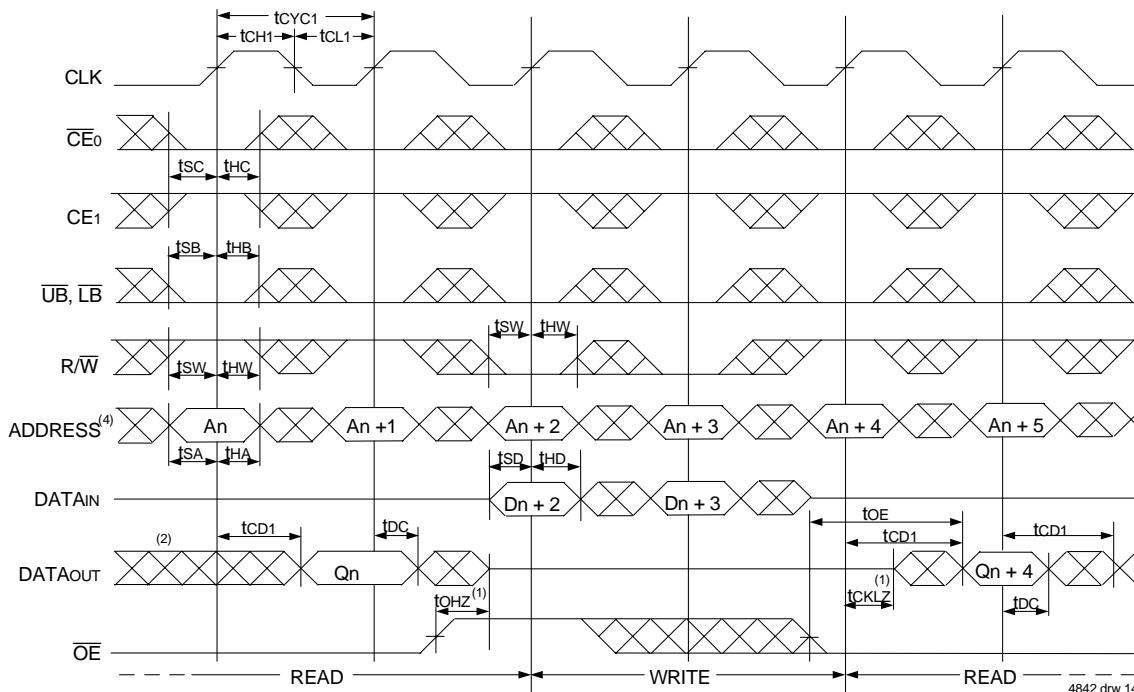 tCYC1
tCH1 tCL1
CLK
CE0
tSC tHC
CE1
tSB tHB
UB, LB
tSW tHW
R/W
tSW tHW
ADDRESS(4) An An +1 An + 2 An + 3 An + 4 An + 5
tSA tHA tSD tHD
DATAIN Dn + 2 Dn + 3
tOE
(2) tCD1 tDC tCD1 tCD1
DATAOUT Qn Qn + 4
tOHZ(1) tCKLZ(1) tDC
OE
READ WRITE READ
4842 drw 14